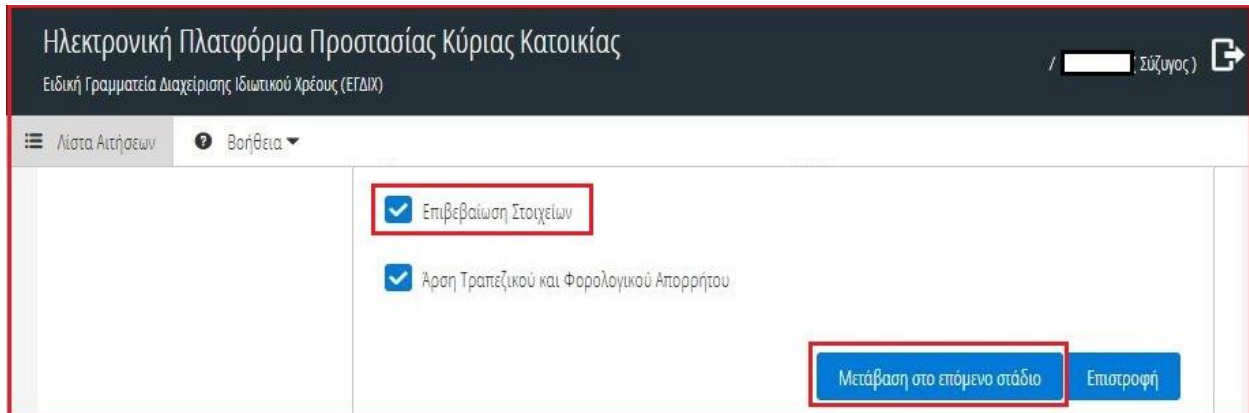 Ηλεκτρονική Πλατφόρμα Προστασίας Κύριας Κατοικίας
Ειδική Γραμματεία Διαχείρισης Ιδιωτικού Χρέους (ΕΓΔΙΧ)
/ ( Σύζυγος )
Λίστα Αιτήσεων Βοήθεια
Επιβεβαίωση Στοιχείων
Άρση Τραπεζικού και Φορολογικού Απορρήτου
Μετάβαση στο επόμενο στάδιο Επιστροφή